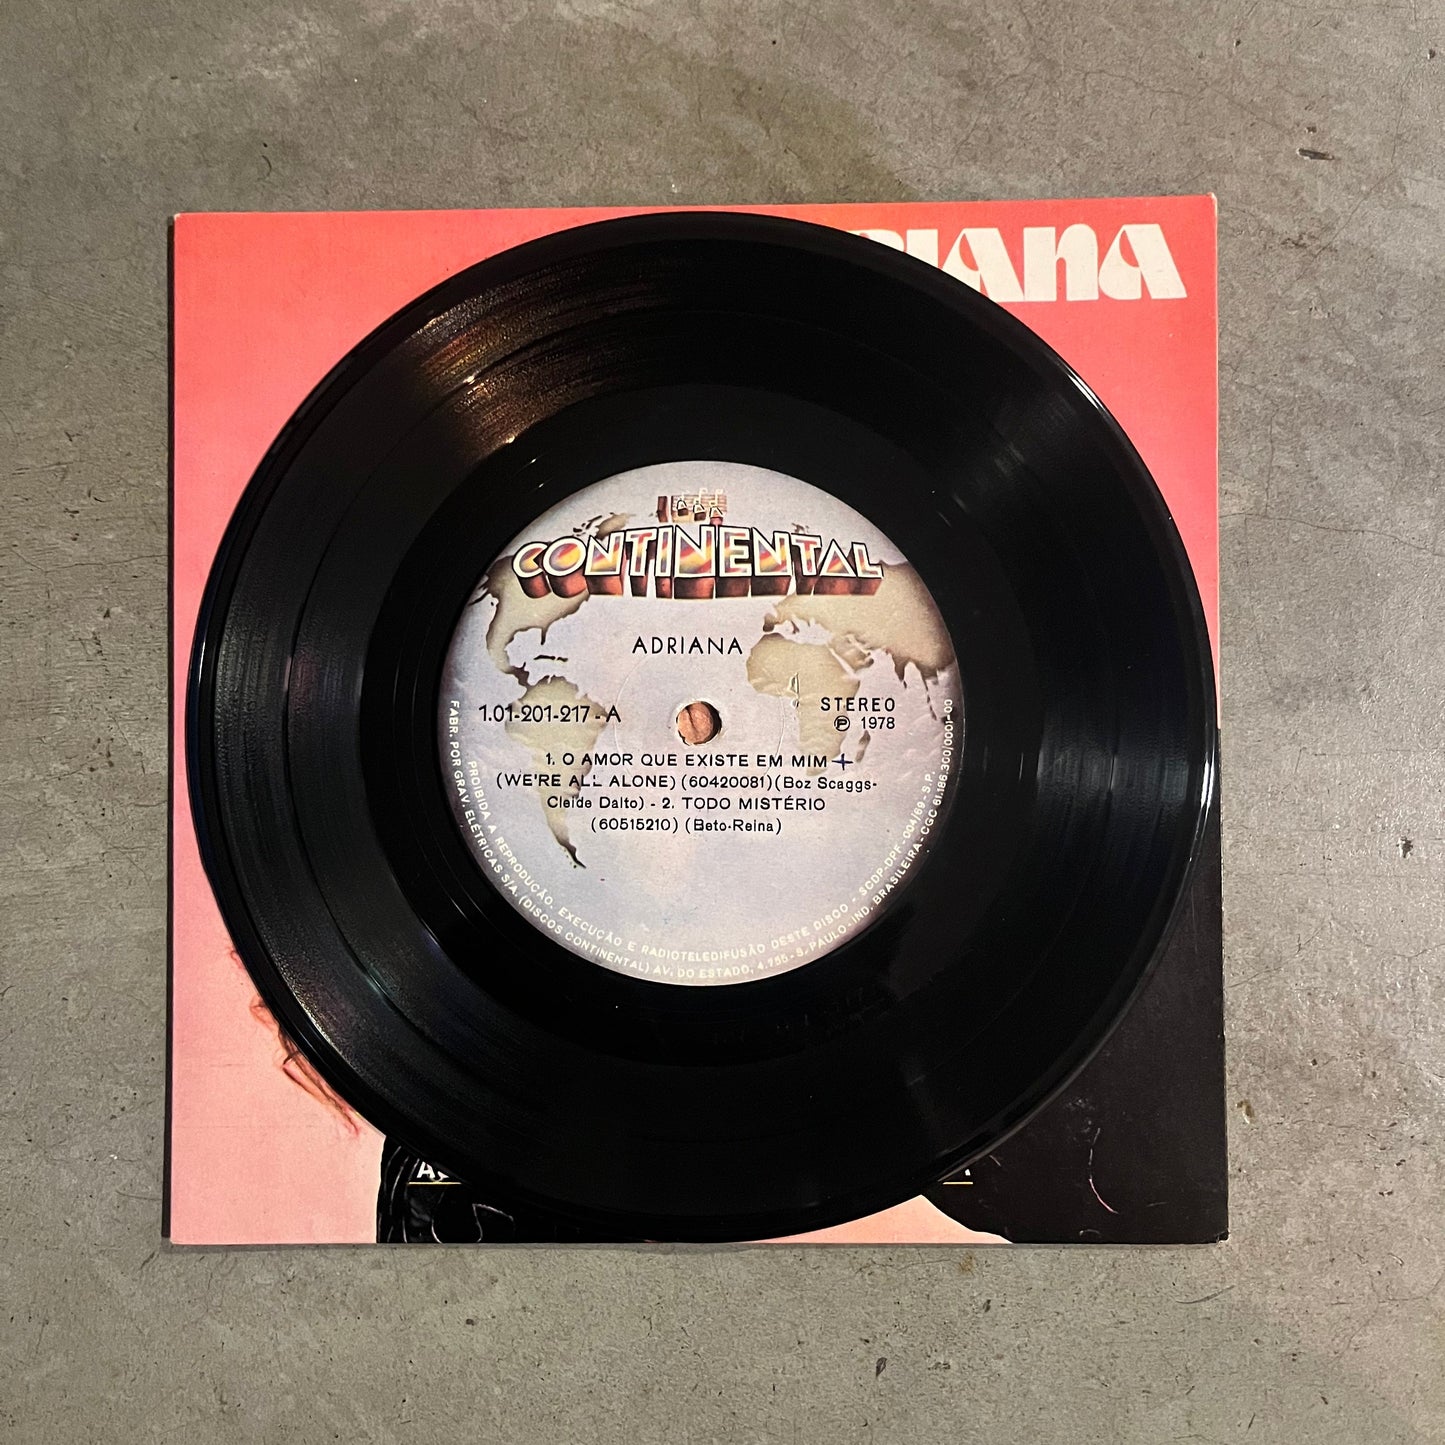 RIANA
CONTINENTAL
ADRIANA
1.01-201-217-A
STEREO
Ⓟ 1978
1. O AMOR QUE EXISTE EM MIM
(WE'RE ALL ALONE) (60420081) (Boz Scaggs-
Cleide Dalto) - 2. TODO MISTÉRIO
(60515210) (Beto-Reina)
PROIBIDA A REPRODUÇÃO, EXECUÇÃO E RADIOTELEDIFUSÃO DESTE DISCO - SCDP-DPF-004/69-S.P.
FABR. POR GRAV. ELÉTRICAS S/A. (DISCOS CONTINENTAL) AV. DO ESTADO, 4.755-S. PAULO-IND. BRASILEIRA-CGC 61.186.300/0001-00